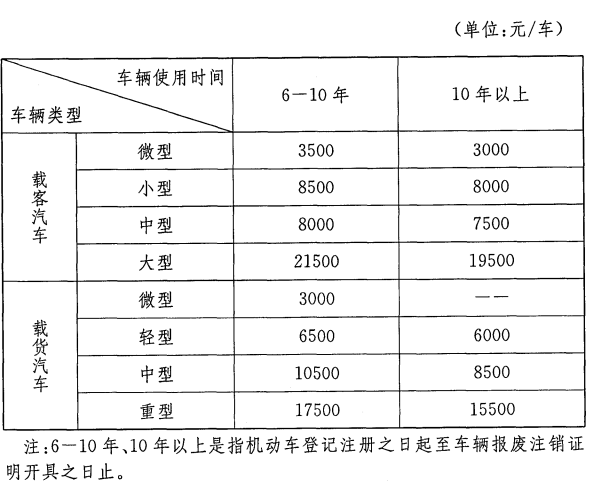 (单位:元/车)
车辆使用时间
车辆类型
6—10年
10年以上
载客汽车
微型 3500 3000
小型 8500 8000
中型 8000 7500
大型 21500 19500
载货汽车
微型 3000 ——
轻型 6500 6000
中型 10500 8500
重型 17500 15500
注:6—10年、10年以上是指机动车登记注册之日起至车辆报废注销证
明开具之日止。